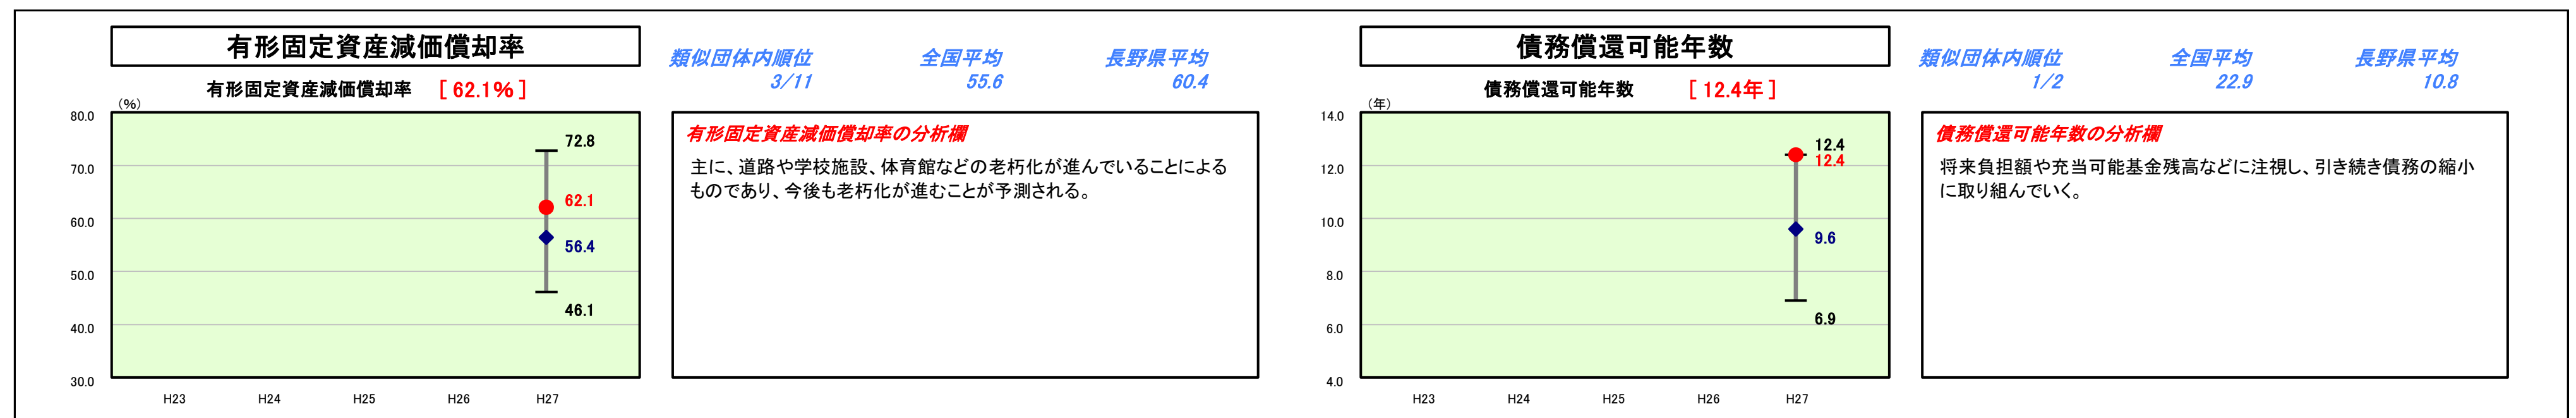 有形固定資産減価償却率
有形固定資産減価償却率 [ 62.1% ]
類似団体内順位 全国平均 長野県平均
3/11 55.6 60.4
(%)
80.0
70.0
60.0
50.0
40.0
30.0
72.8
62.1
56.4
46.1
H23 H24 H25 H26 H27
有形固定資産減価償却率の分析欄
主に、道路や学校施設、体育館などの老朽化が進んでいることによる
ものであり、今後も老朽化が進むことが予測される。
債務償還可能年数
債務償還可能年数 [ 12.4年 ]
類似団体内順位 全国平均 長野県平均
1/2 22.9 10.8
(年)
14.0
12.0
10.0
8.0
6.0
4.0
12.4
12.4
9.6
6.9
H23 H24 H25 H26 H27
債務償還可能年数の分析欄
将来負担額や充当可能基金残高などに注視し、引き続き債務の縮小
に取り組んでいく。